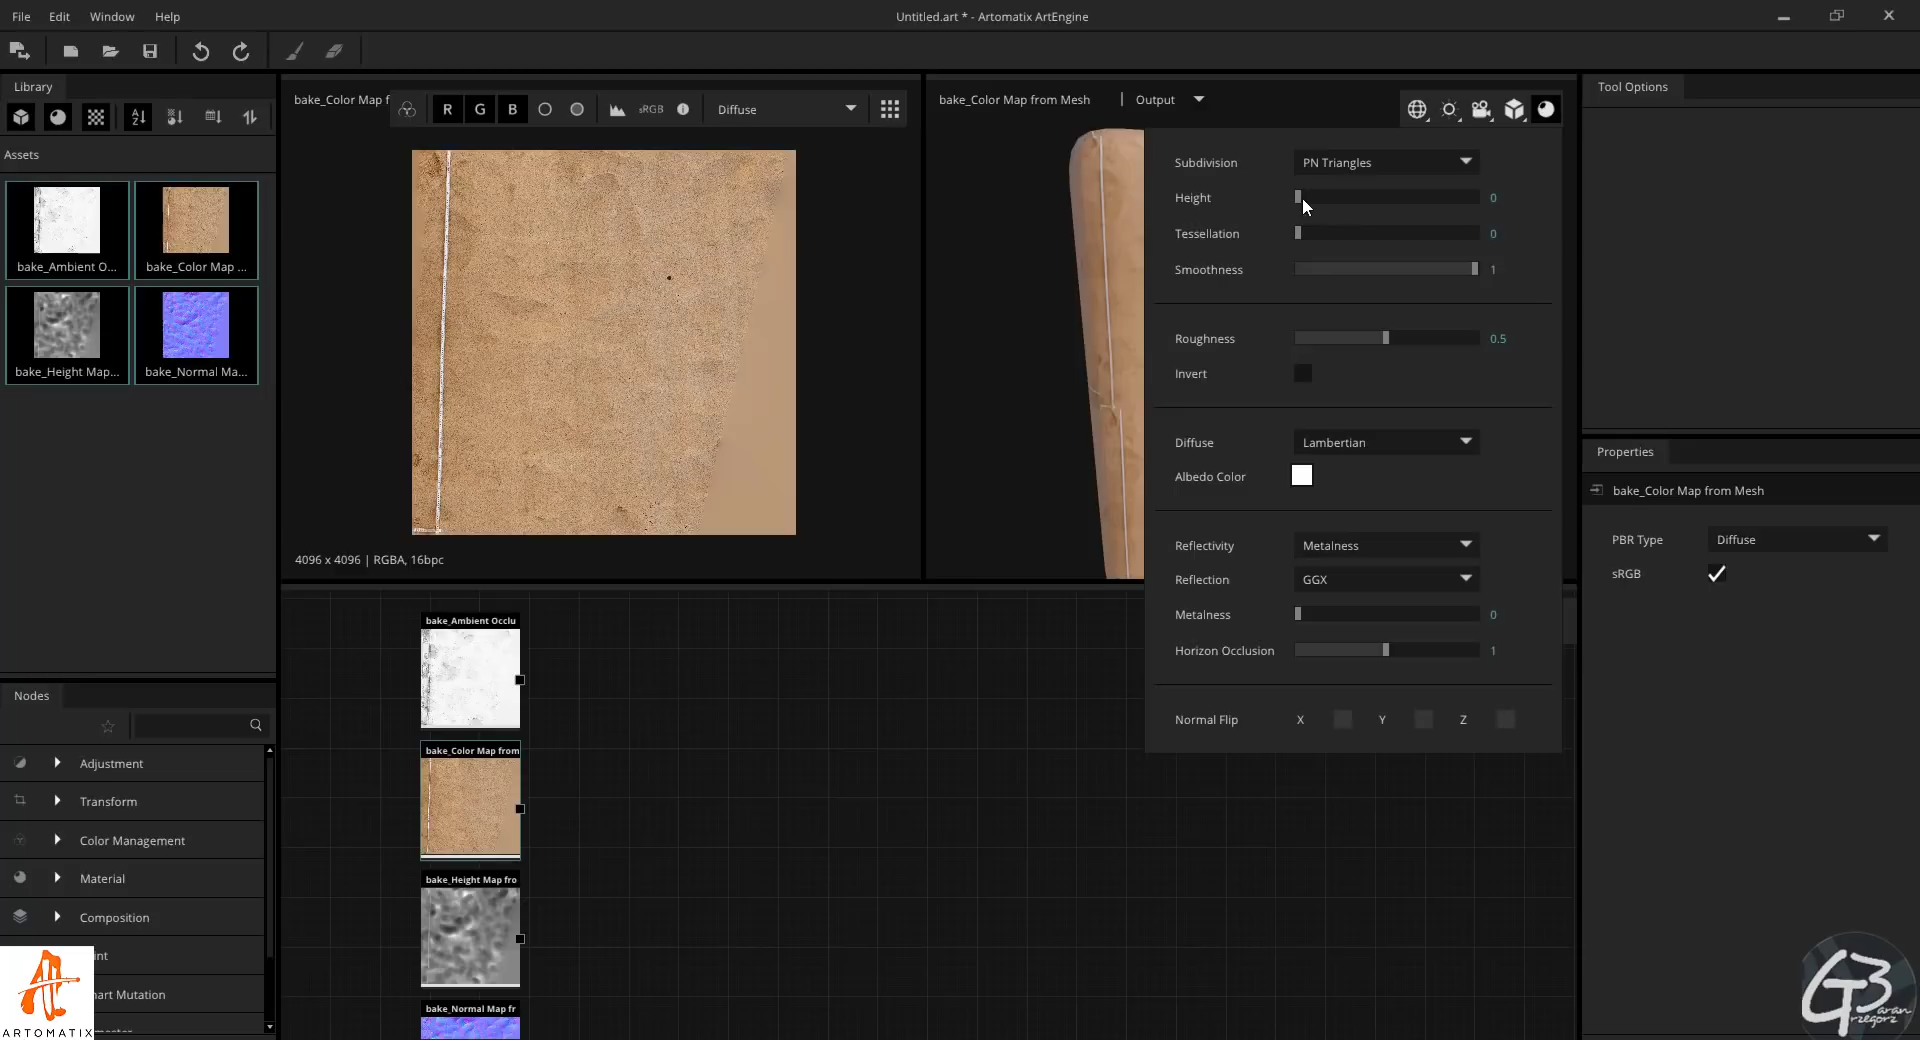 File Edit Window Help
Untitled.art * - Artomatix ArtEngine
Library
Assets
bake_Ambient O...
bake_Color Map ...
bake_Height Map...
bake_Normal Ma...
Nodes
Adjustment
Transform
Color Management
Material
Composition
int
art Mutation
ARTOMATIX
bake_Color Map f
R G B
sRGB
Diffuse
4096 x 4096 | RGBA, 16bpc
bake_Color Map from Mesh | Output
Subdivision PN Triangles
Height 0
Tessellation 0
Smoothness 1
Roughness 0.5
Invert
Diffuse Lambertian
Albedo Color
Reflectivity Metalness
Reflection GGX
Metalness 0
Horizon Occlusion 1
Normal Flip X Y Z
bake_Ambient Occlu
bake_Color Map from
bake_Height Map fro
bake_Normal Map fr
Tool Options
Properties
bake_Color Map from Mesh
PBR Type Diffuse
sRGB